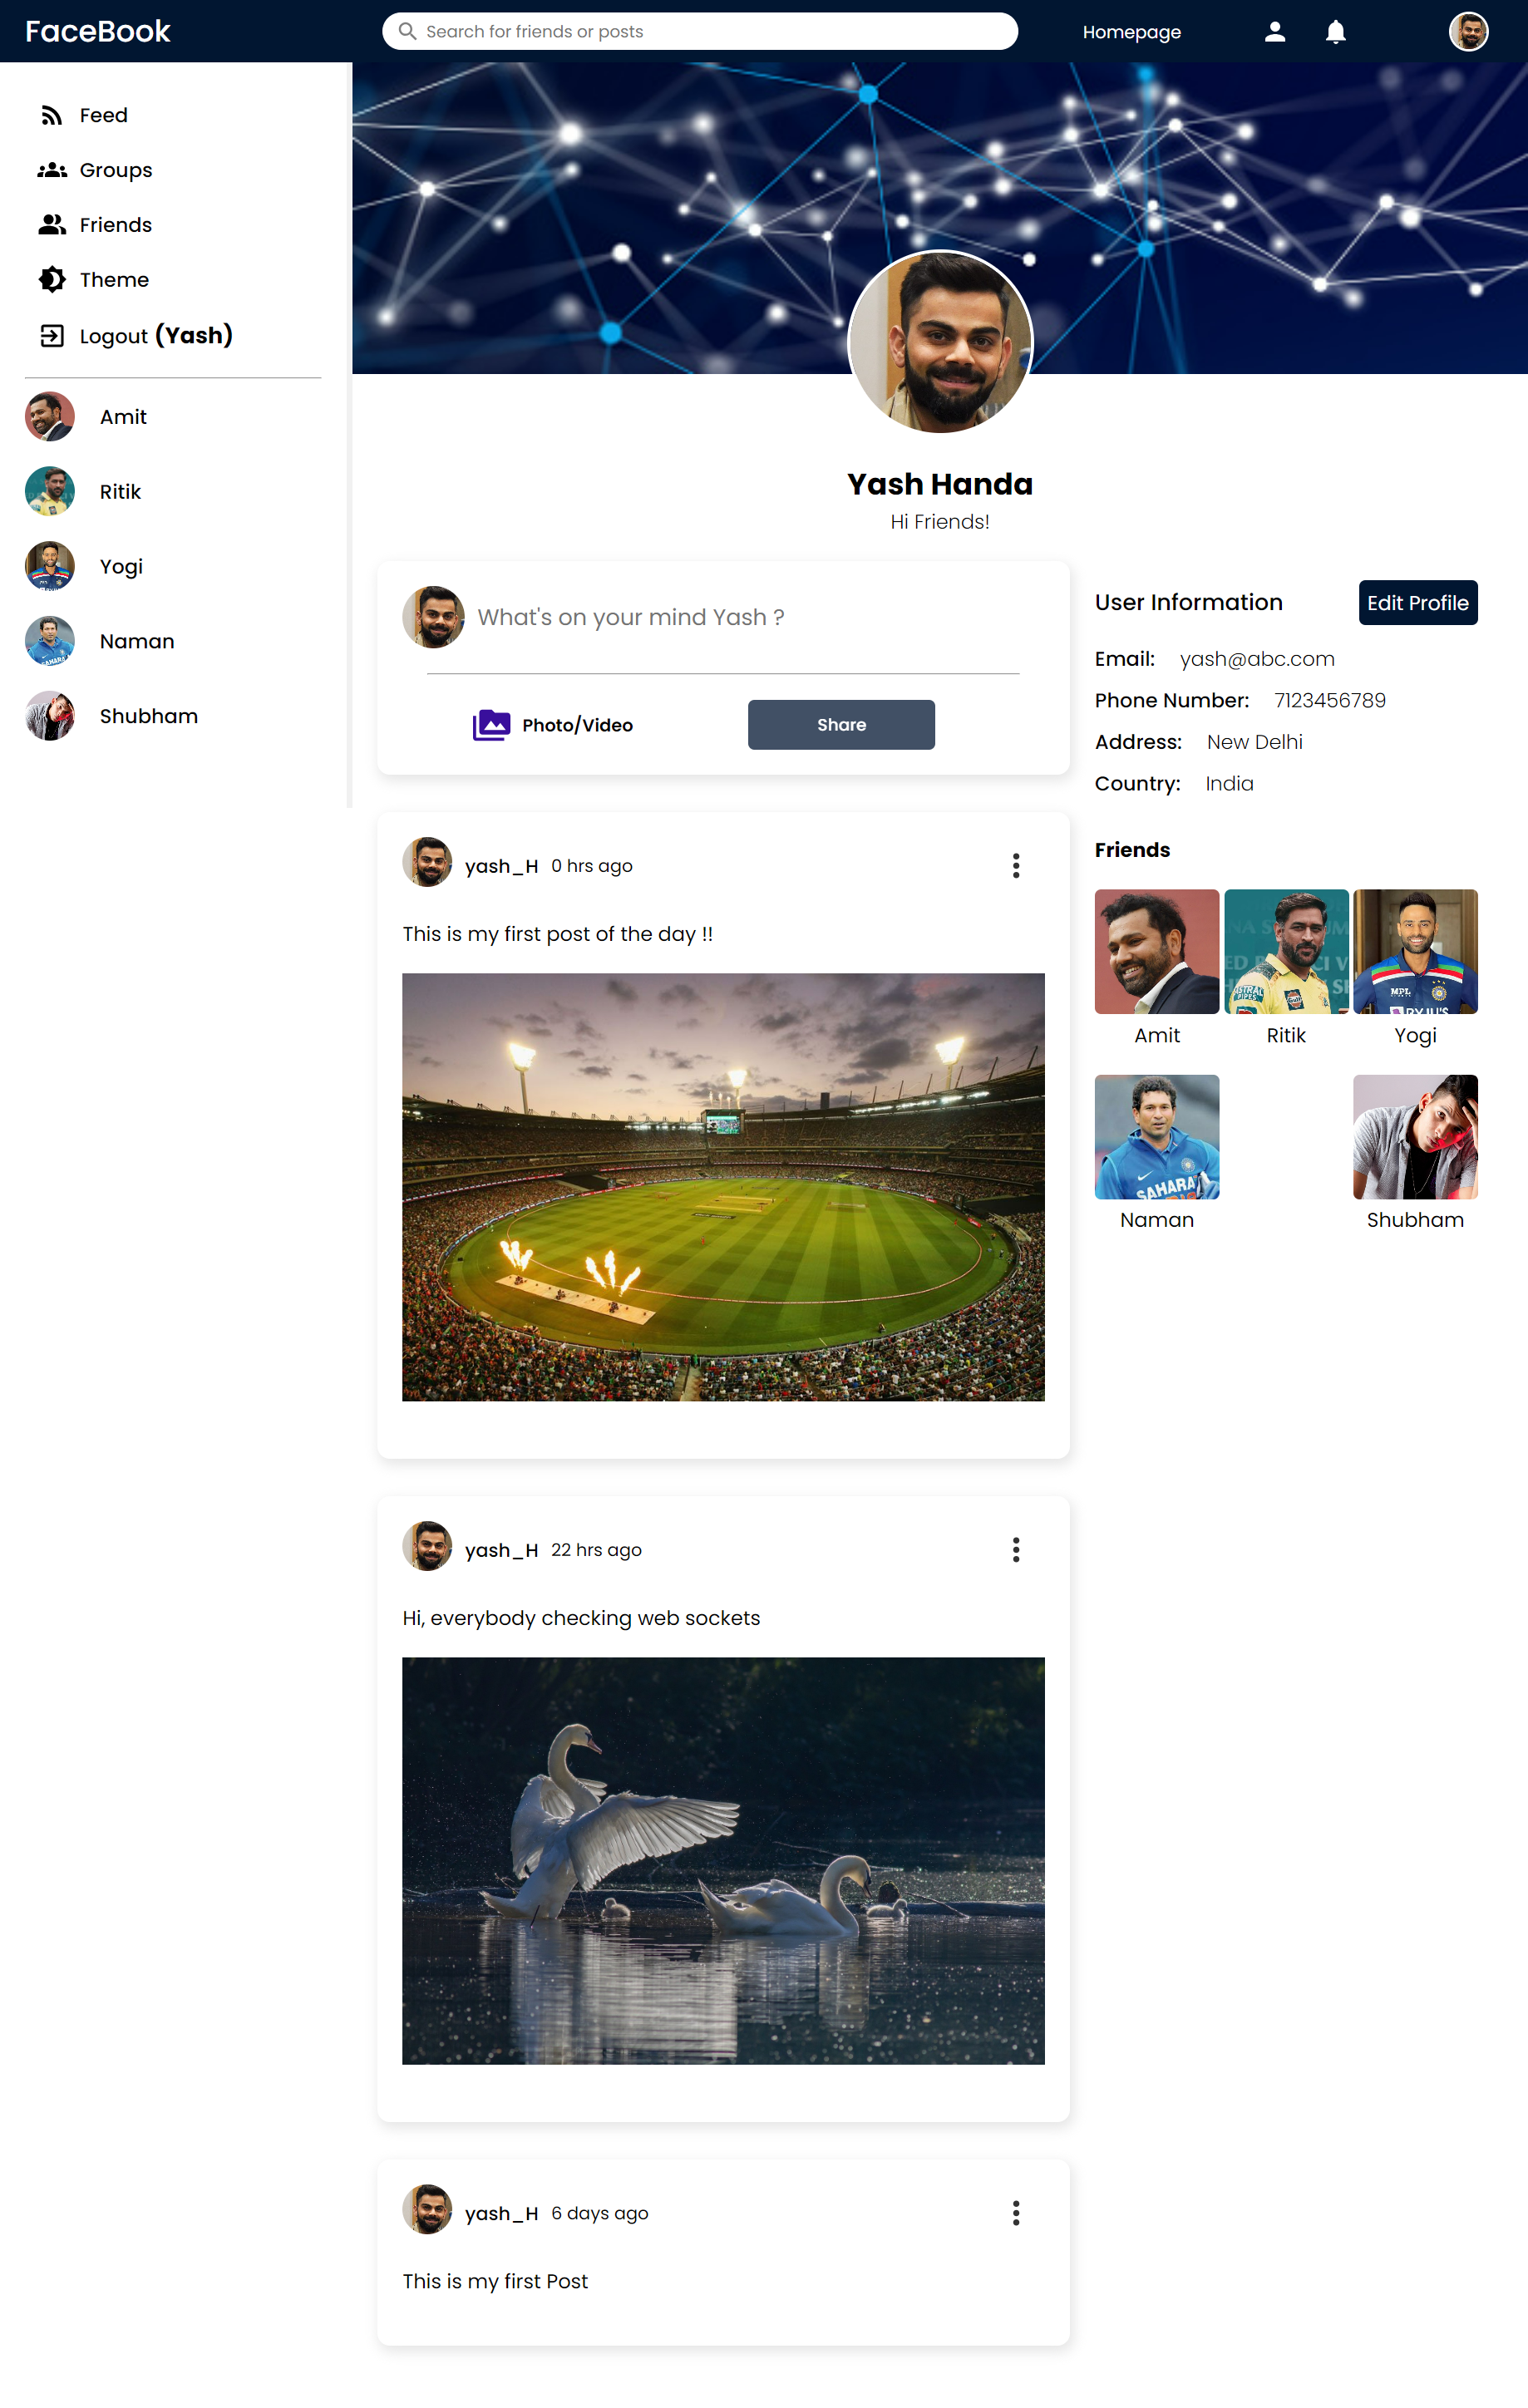 FaceBook
Search for friends or posts
Homepage
Feed
Groups
Friends
Theme
Logout (Yash)
Amit
Ritik
Yogi
Naman
Shubham
Yash Handa
Hi Friends!
What's on your mind Yash ?
Photo/Video
Share
yash_H 0 hrs ago
This is my first post of the day !!
yash_H 22 hrs ago
Hi, everybody checking web sockets
yash_H 6 days ago
This is my first Post
User Information
Edit Profile
Email: yash@abc.com
Phone Number: 7123456789
Address: New Delhi
Country: India
Friends
MPL
BYJU'S
Amit
Ritik
Yogi
SAHARA
Naman
Shubham